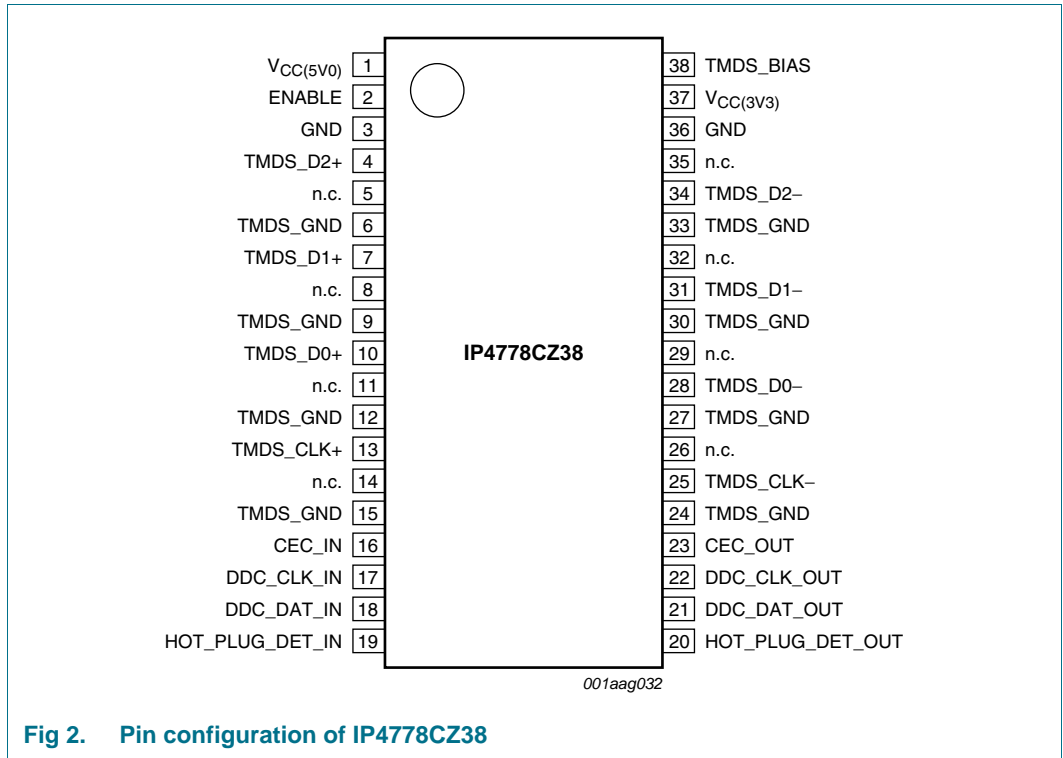 VCC(5V0) 1 38 TMDS_BIAS
ENABLE 2 37 VCC(3V3)
GND 3 36 GND
TMDS_D2+ 4 35 n.c.
n.c. 5 34 TMDS_D2−
TMDS_GND 6 33 TMDS_GND
TMDS_D1+ 7 32 n.c.
n.c. 8 31 TMDS_D1−
TMDS_GND 9 30 TMDS_GND
TMDS_D0+ 10 IP4778CZ38 29 n.c.
n.c. 11 28 TMDS_D0−
TMDS_GND 12 27 TMDS_GND
TMDS_CLK+ 13 26 n.c.
n.c. 14 25 TMDS_CLK−
TMDS_GND 15 24 TMDS_GND
CEC_IN 16 23 CEC_OUT
DDC_CLK_IN 17 22 DDC_CLK_OUT
DDC_DAT_IN 18 21 DDC_DAT_OUT
HOT_PLUG_DET_IN 19 20 HOT_PLUG_DET_OUT
001aag032
Fig 2. Pin configuration of IP4778CZ38